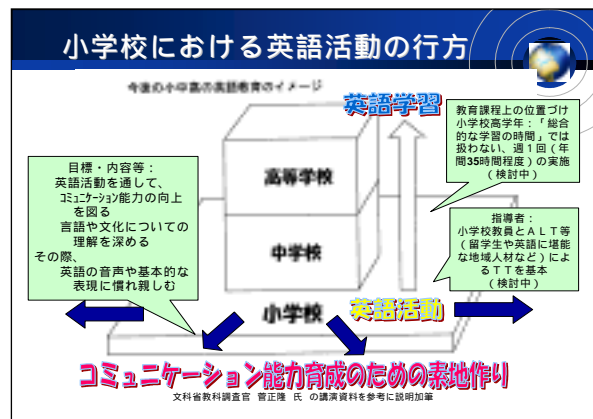 小学校における英語活動の行方
今後の小中高の英語教育のイメージ
英語学習
教育課程上の位置づけ
小学校高学年：「総合
的な学習の時間」では
扱わない、週１回（年
間35時間程度）の実施
（検討中）
目標・内容等：
英語活動を通して、
ｺﾐｭﾆｹｰｼｮﾝ能力の向上
を図る
言語や文化についての
理解を深める
その際、
英語の音声や基本的な
表現に慣れ親しむ
高等学校
中学校
小学校
指導者：
小学校教員とＡＬＴ等
（留学生や英語に堪能
な地域人材など）によ
るＴＴを基本
（検討中）
英語活動
コミュニケーション能力育成のための素地作り
文科省教科調査官 菅正隆 氏 の講演資料を参考に説明加筆